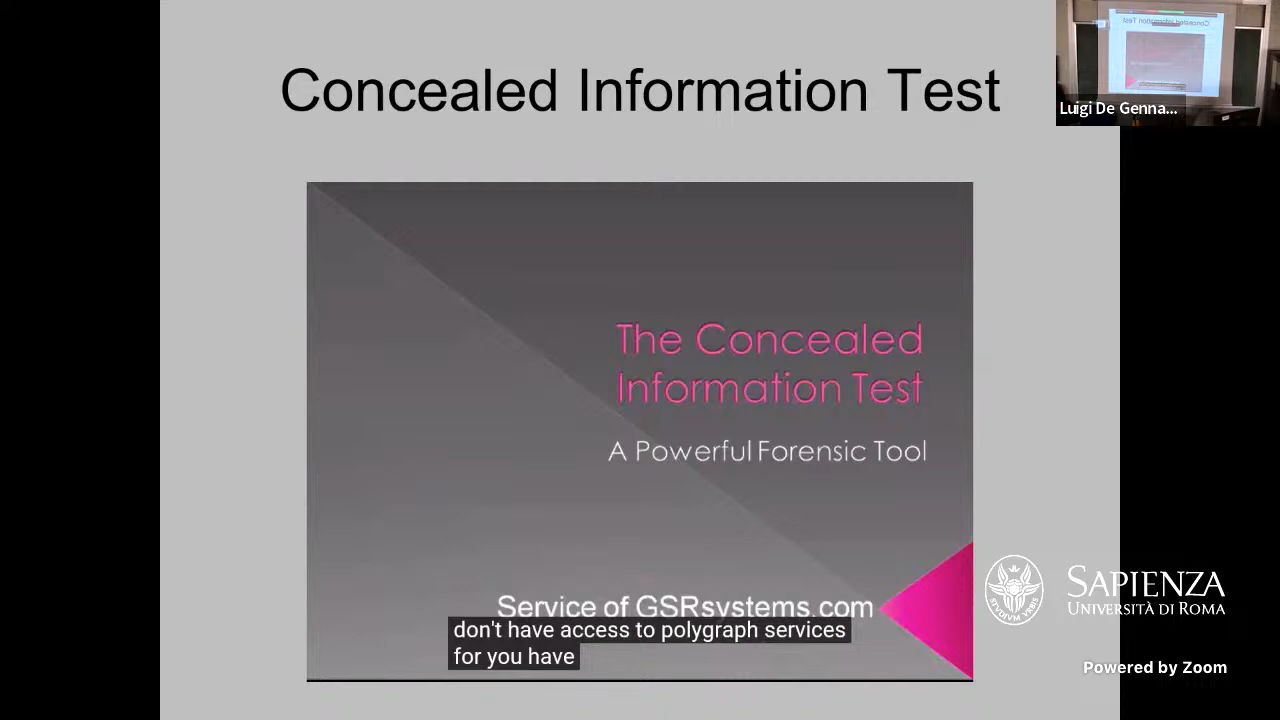 Concealed Information Test
Luigi De Genna...
The Concealed
Information Test
A Powerful Forensic Tool
Service of GSRsystems.com
don't have access to polygraph services
for you have
SAPIENZA
UNIVERSITÀ DI ROMA
Powered by Zoom